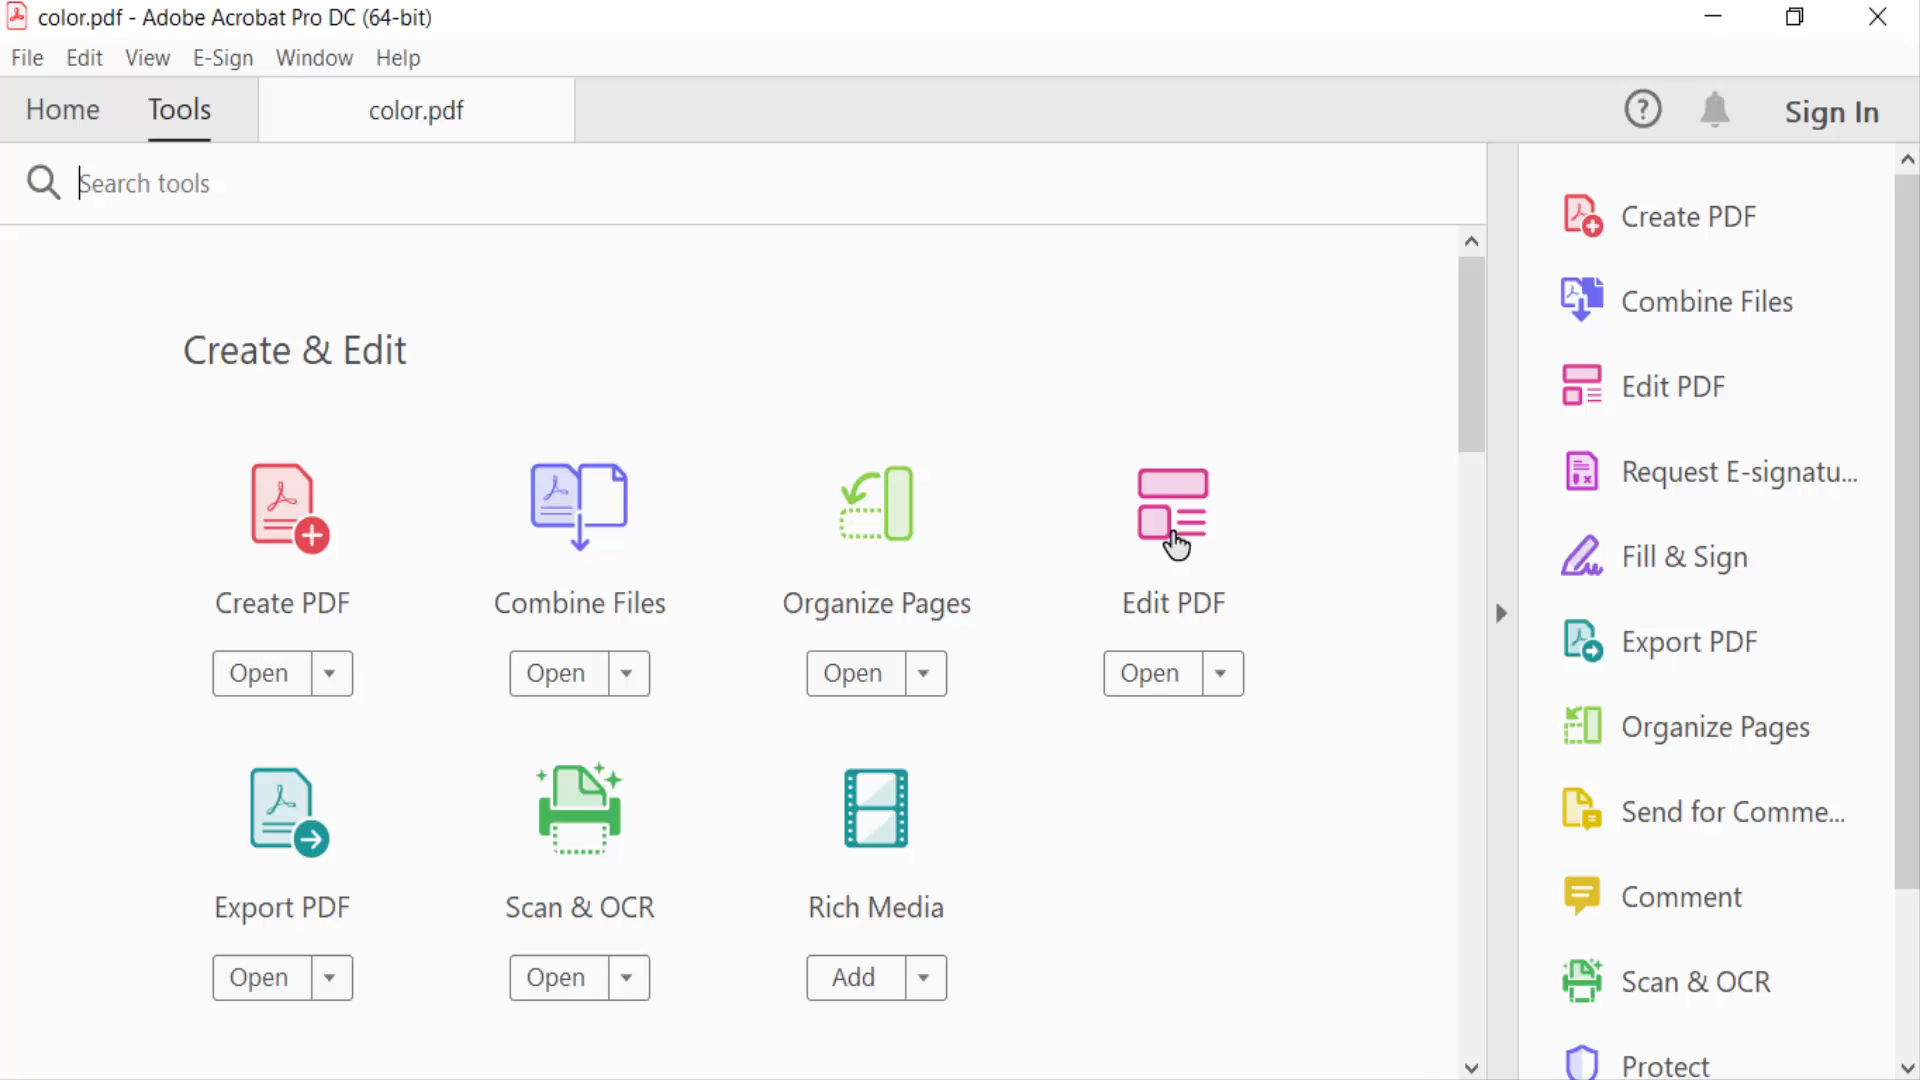 color.pdf - Adobe Acrobat Pro DC (64-bit)
File Edit View E-Sign Window Help
Home Tools color.pdf Sign In
Search tools
Create & Edit
Create PDF Combine Files Organize Pages Edit PDF
Open Open Open Open
Export PDF Scan & OCR Rich Media
Open Open Add
Create PDF
Combine Files
Edit PDF
Request E-signatu...
Fill & Sign
Export PDF
Organize Pages
Send for Comme...
Comment
Scan & OCR
Protect